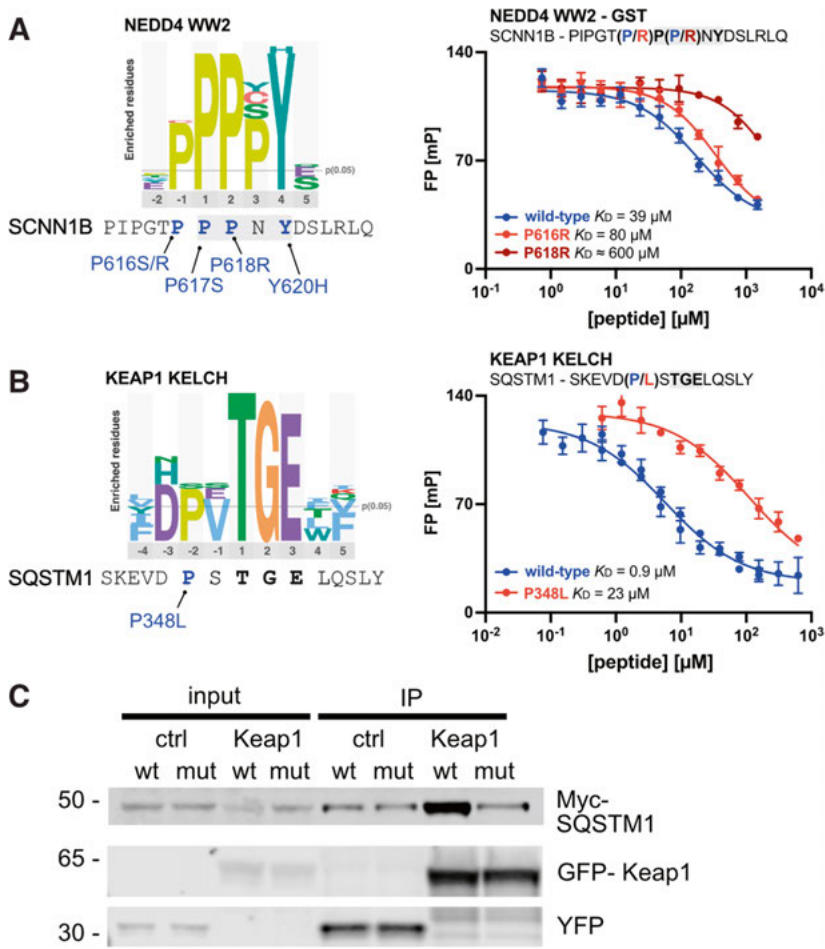 A
NEDD4 WW2
Enriched residues
p(0.05)
-2 -1 1 2 3 4 5
SCNN1B PIPGTPPPNYDSLRLQ
P616S/R
P618R
P617S
Y620H
NEDD4 WW2 - GST
SCNN1B - PIPGT(P/R)P(P/R)NYDSLRLQ
140
70
0
FP [mP]
wild-type KD = 39 µM
P616R KD = 80 µM
P618R KD ≈ 600 µM
10-1 100 101 102 103 104
[peptide] [µM]
B
KEAP1 KELCH
Enriched residues
p(0.05)
-4 -3 -2 -1 1 2 3 4 5
SQSTM1 SKEVD P S T G E LQSLY
P348L
KEAP1 KELCH
SQSTM1 - SKEVD(P/L)STGELQSLY
140
70
0
FP [mP]
wild-type KD = 0.9 µM
P348L KD = 23 µM
10-2 10-1 100 101 102 103
[peptide] [µM]
C
input IP
ctrl Keap1 ctrl Keap1
wt mut wt mut wt mut wt mut
50 - Myc-
SQSTM1
65 - GFP- Keap1
30 - YFP